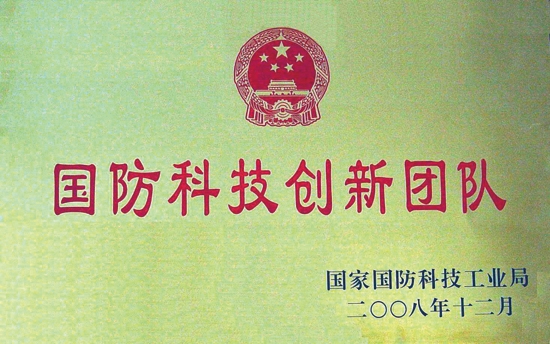 国防科技创新团队
国家国防科技工业局
二〇〇八年十二月